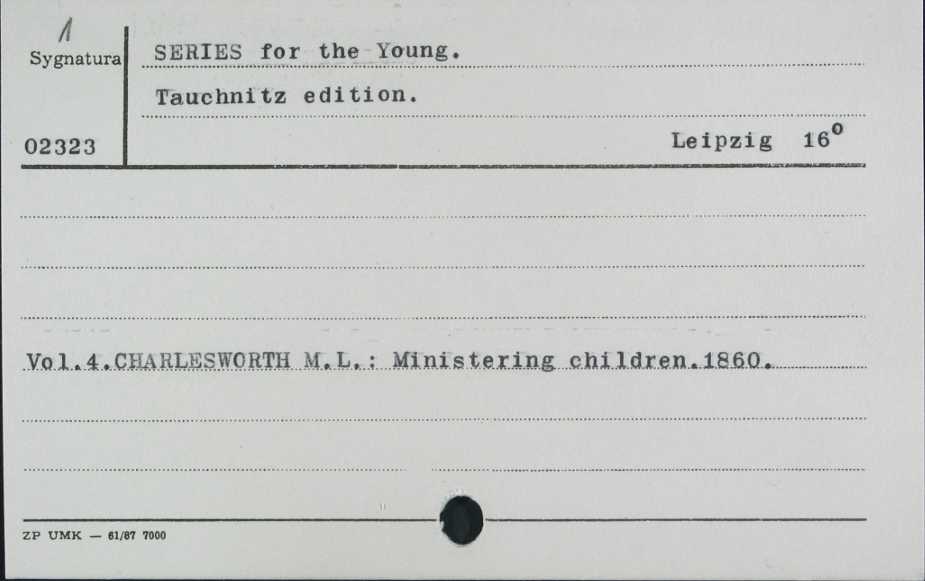 1
Sygnatura
SERIES for the Young.
Tauchnitz edition.
02323
Leipzig 16°
Vol.4.CHARLESWORTH M.L.: Ministering children.1860.
ZP UMK — 61/87 7000